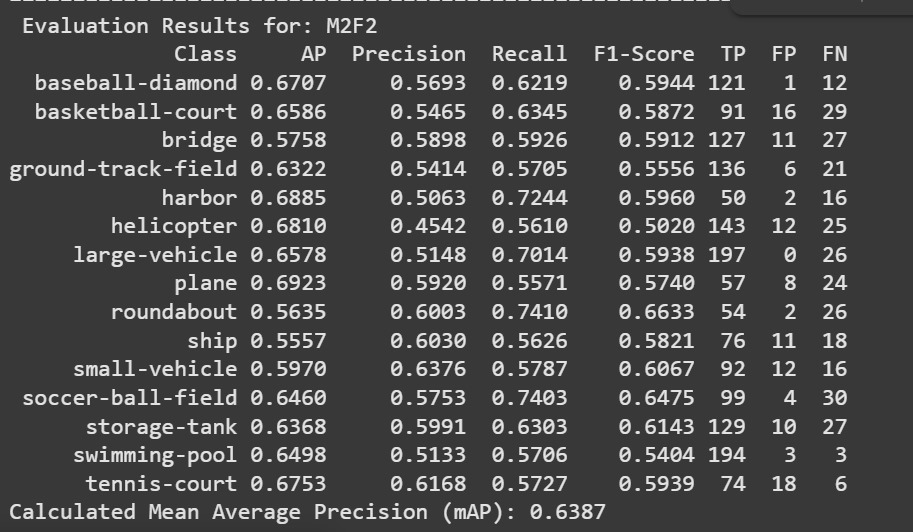 Evaluation Results for: M2F2
Class AP Precision Recall F1-Score TP FP FN
baseball-diamond 0.6707 0.5693 0.6219 0.5944 121 1 12
basketball-court 0.6586 0.5465 0.6345 0.5872 91 16 29
bridge 0.5758 0.5898 0.5926 0.5912 127 11 27
ground-track-field 0.6322 0.5414 0.5705 0.5556 136 6 21
harbor 0.6885 0.5063 0.7244 0.5960 50 2 16
helicopter 0.6810 0.4542 0.5610 0.5020 143 12 25
large-vehicle 0.6578 0.5148 0.7014 0.5938 197 0 26
plane 0.6923 0.5920 0.5571 0.5740 57 8 24
roundabout 0.5635 0.6003 0.7410 0.6633 54 2 26
ship 0.5557 0.6030 0.5626 0.5821 76 11 18
small-vehicle 0.5970 0.6376 0.5787 0.6067 92 12 16
soccer-ball-field 0.6460 0.5753 0.7403 0.6475 99 4 30
storage-tank 0.6368 0.5991 0.6303 0.6143 129 10 27
swimming-pool 0.6498 0.5133 0.5706 0.5404 194 3 3
tennis-court 0.6753 0.6168 0.5727 0.5939 74 18 6
Calculated Mean Average Precision (mAP): 0.6387